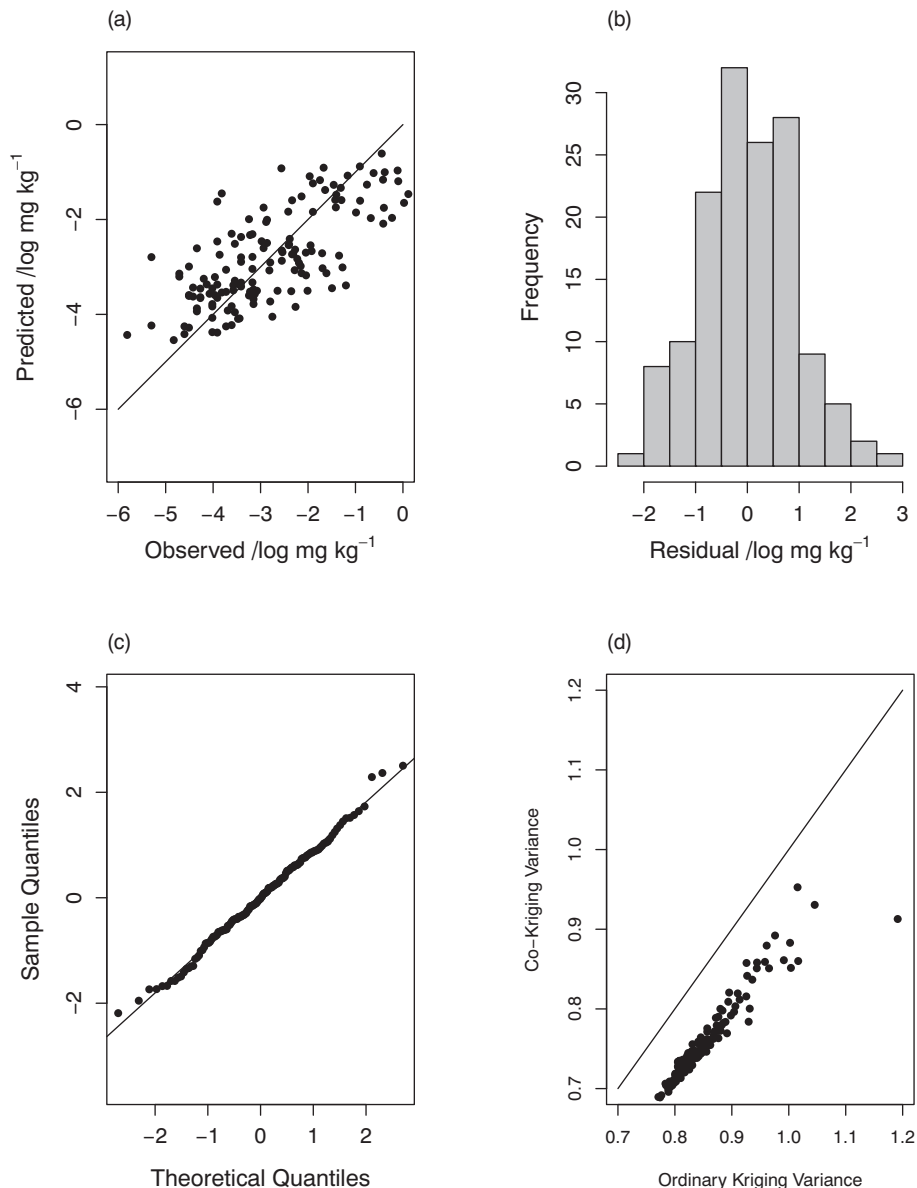 (a)
0
−2
−4
−6
Predicted /log mg kg⁻¹
−6 −5 −4 −3 −2 −1 0
Observed /log mg kg⁻¹
(b)
30
25
20
15
10
5
0
Frequency
−2 −1 0 1 2 3
Residual /log mg kg⁻¹
(c)
4
2
0
−2
Sample Quantiles
−2 −1 0 1 2
Theoretical Quantiles
(d)
1.2
1.1
1.0
0.9
0.8
0.7
Co−Kriging Variance
0.7 0.8 0.9 1.0 1.1 1.2
Ordinary Kriging Variance